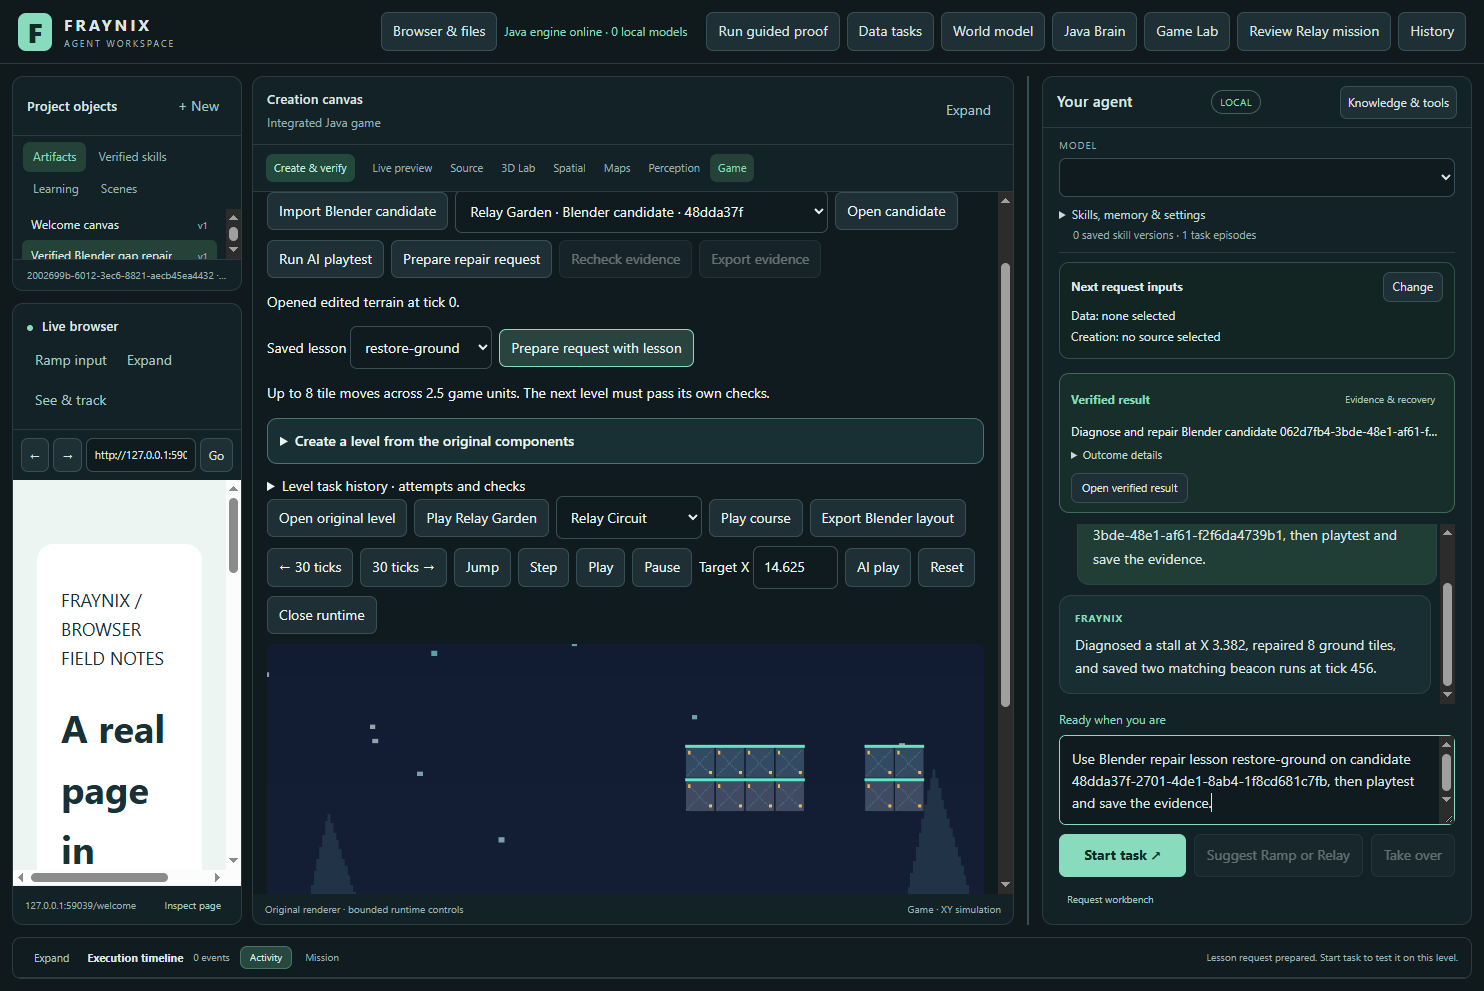 F FRAYNIX
AGENT WORKSPACE
Browser & files
Java engine online · 0 local models
Run guided proof
Data tasks
World model
Java Brain
Game Lab
Review Relay mission
History
Project objects
+ New
Artifacts
Verified skills
Learning
Scenes
Welcome canvas v1
Verified Blender gap repair v1
2002699b-6012-3ec6-8821-aecb45ea4432 ·...
Live browser
Ramp input
Expand
See & track
←
→
http://127.0.0.1:590
Go
FRAYNIX /
BROWSER
FIELD NOTES
A real
page
in
127.0.0.1:59039/welcome
Inspect page
Creation canvas
Integrated Java game
Expand
Create & verify
Live preview
Source
3D Lab
Spatial
Maps
Perception
Game
Import Blender candidate
Relay Garden · Blender candidate · 48dda37f
Open candidate
Run AI playtest
Prepare repair request
Recheck evidence
Export evidence
Opened edited terrain at tick 0.
Saved lesson
restore-ground
Prepare request with lesson
Up to 8 tile moves across 2.5 game units. The next level must pass its own checks.
▶ Create a level from the original components
▶ Level task history · attempts and checks
Open original level
Play Relay Garden
Relay Circuit
Play course
Export Blender layout
← 30 ticks
30 ticks →
Jump
Step
Play
Pause
Target X
14.625
AI play
Reset
Close runtime
Original renderer · bounded runtime controls
Game · XY simulation
Your agent
LOCAL
Knowledge & tools
MODEL
▶ Skills, memory & settings
0 saved skill versions · 1 task episodes
Next request inputs
Change
Data: none selected
Creation: no source selected
Verified result
Evidence & recovery
Diagnose and repair Blender candidate 062d7fb4-3bde-48e1-af61-f...
▶ Outcome details
Open verified result
3bde-48e1-af61-f2f6da4739b1, then playtest and
save the evidence.
FRAYNIX
Diagnosed a stall at X 3.382, repaired 8 ground tiles,
and saved two matching beacon runs at tick 456.
Ready when you are
Use Blender repair lesson restore-ground on candidate
48dda37f-2701-4de1-8ab4-1f8cd681c7fb, then playtest
and save the evidence.
Start task ↗
Suggest Ramp or Relay
Take over
Request workbench
Expand
Execution timeline
0 events
Activity
Mission
Lesson request prepared. Start task to test it on this level.